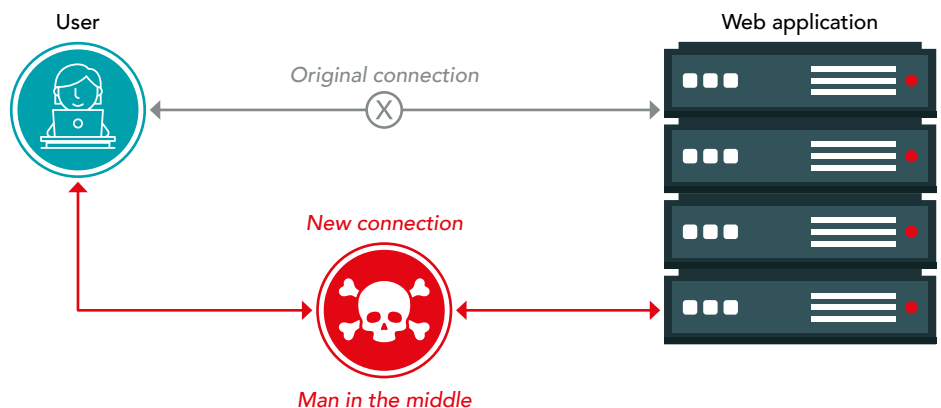 User
Web application
Original connection
X
New connection
Man in the middle